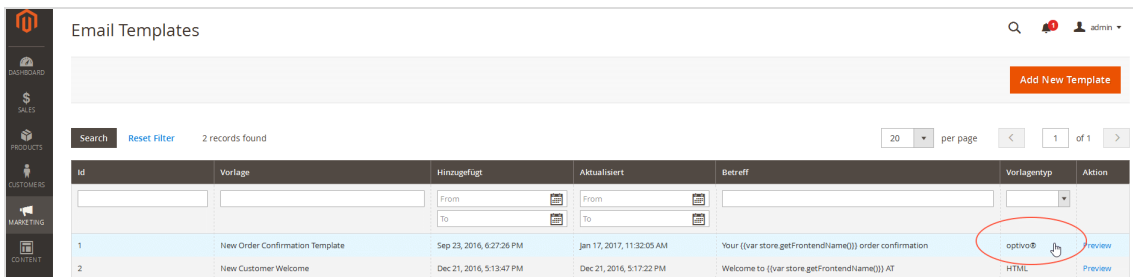 Email Templates
1
admin
DASHBOARD
Add New Template
$
SALES
Search Reset Filter 2 records found 20 per page 1 of 1
PRODUCTS
Id Vorlage Hinzugefügt Aktualisiert Betreff Vorlagentyp Aktion
CUSTOMERS
From From
To To
MARKETING
1 New Order Confirmation Template Sep 23, 2016, 6:27:26 PM Jan 17, 2017, 11:32:05 AM Your {{var store.getFrontendName()}} order confirmation optivo® Preview
CONTENT
2 New Customer Welcome Dec 21, 2016, 5:13:47 PM Dec 21, 2016, 5:17:22 PM Welcome to {{var store.getFrontendName()}} AT HTML Preview